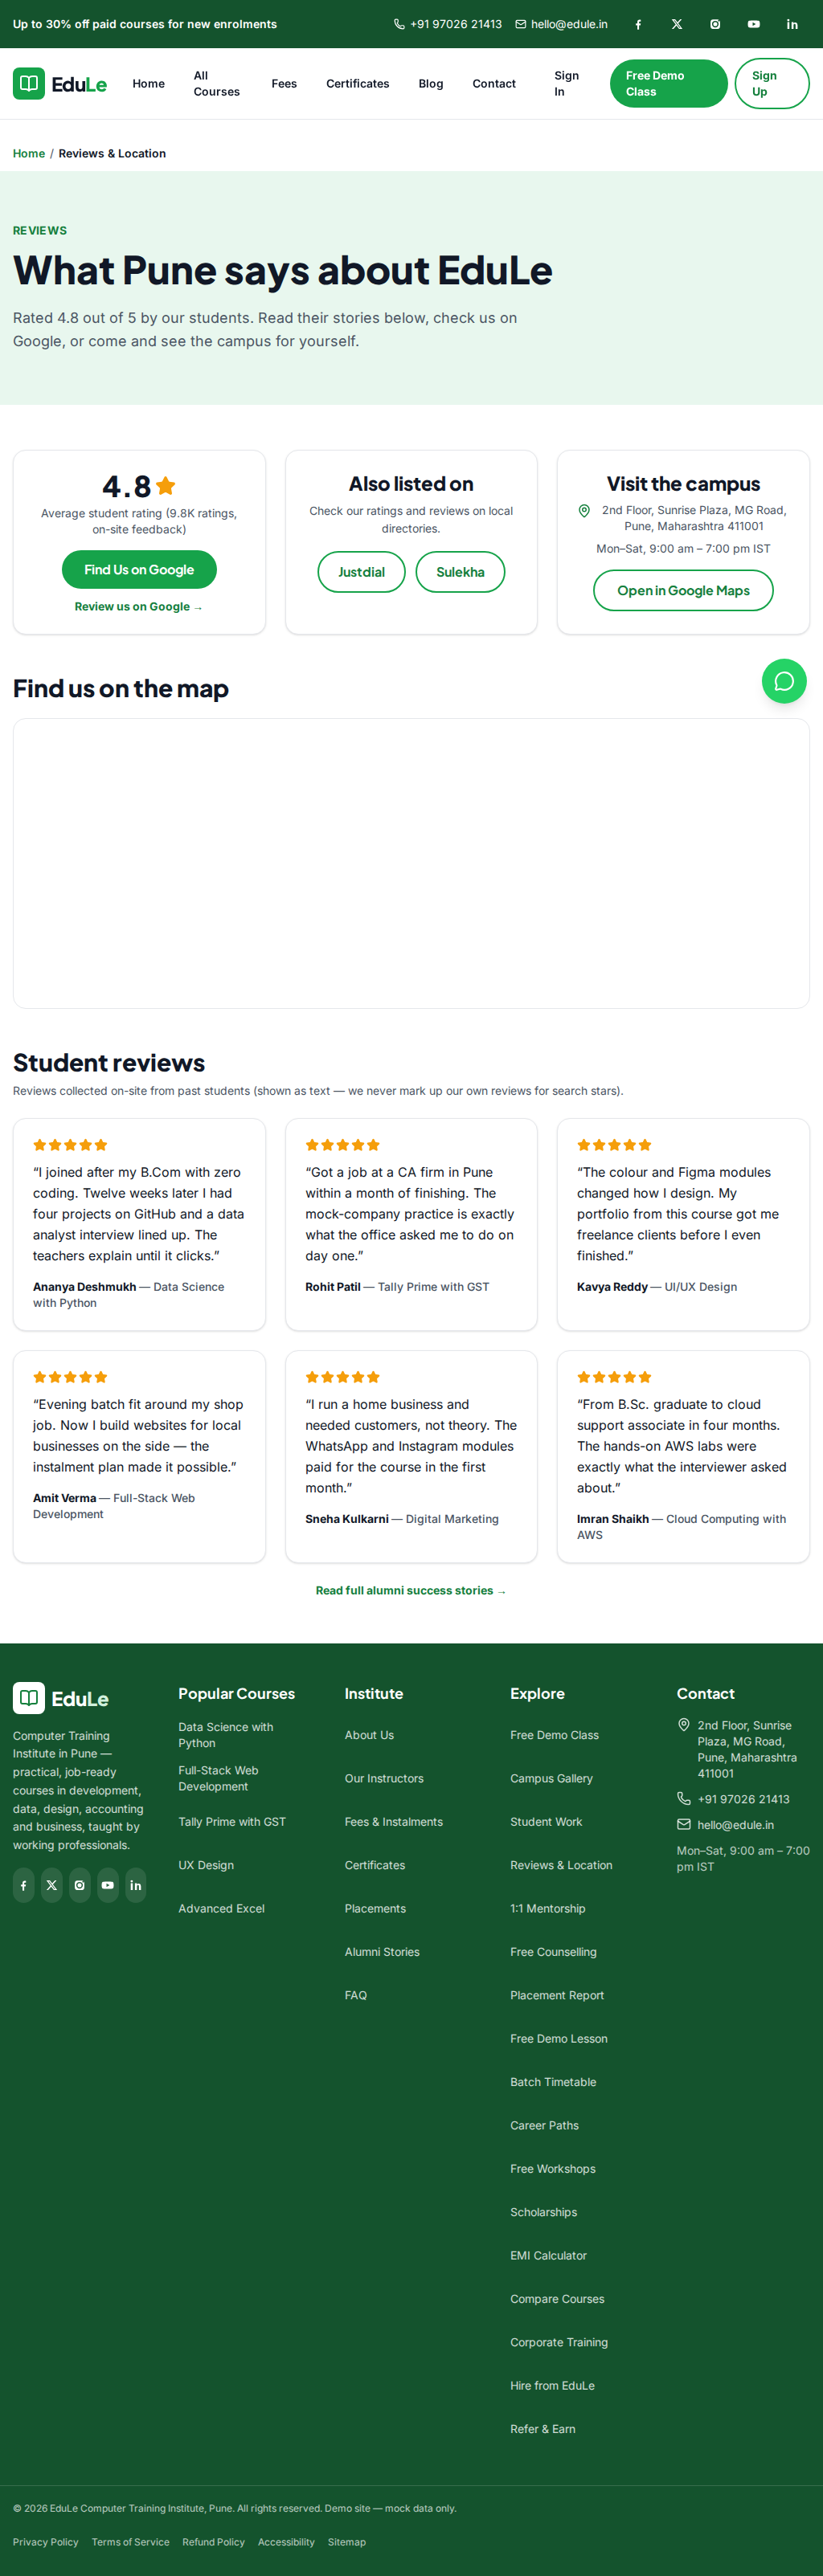 Up to 30% off paid courses for new enrolments
+91 97026 21413
hello@edule.in
EduLe
Home
All
Courses
Fees
Certificates
Blog
Contact
Sign
In
Free Demo
Class
Sign
Up
Home / Reviews & Location
REVIEWS
What Pune says about EduLe
Rated 4.8 out of 5 by our students. Read their stories below, check us on
Google, or come and see the campus for yourself.
4.8
Average student rating (9.8K ratings,
on-site feedback)
Find Us on Google
Review us on Google →
Also listed on
Check our ratings and reviews on local
directories.
Justdial
Sulekha
Visit the campus
2nd Floor, Sunrise Plaza, MG Road,
Pune, Maharashtra 411001
Mon–Sat, 9:00 am – 7:00 pm IST
Open in Google Maps
Find us on the map
Student reviews
Reviews collected on-site from past students (shown as text — we never mark up our own reviews for search stars).
“I joined after my B.Com with zero
coding. Twelve weeks later I had
four projects on GitHub and a data
analyst interview lined up. The
teachers explain until it clicks.”
Ananya Deshmukh — Data Science
with Python
“Got a job at a CA firm in Pune
within a month of finishing. The
mock-company practice is exactly
what the office asked me to do on
day one.”
Rohit Patil — Tally Prime with GST
“The colour and Figma modules
changed how I design. My
portfolio from this course got me
freelance clients before I even
finished.”
Kavya Reddy — UI/UX Design
“Evening batch fit around my shop
job. Now I build websites for local
businesses on the side — the
instalment plan made it possible.”
Amit Verma — Full-Stack Web
Development
“I run a home business and
needed customers, not theory. The
WhatsApp and Instagram modules
paid for the course in the first
month.”
Sneha Kulkarni — Digital Marketing
“From B.Sc. graduate to cloud
support associate in four months.
The hands-on AWS labs were
exactly what the interviewer asked
about.”
Imran Shaikh — Cloud Computing with
AWS
Read full alumni success stories →
EduLe
Computer Training
Institute in Pune —
practical, job-ready
courses in development,
data, design, accounting
and business, taught by
working professionals.
Popular Courses
Data Science with
Python
Full-Stack Web
Development
Tally Prime with GST
UX Design
Advanced Excel
Institute
About Us
Our Instructors
Fees & Instalments
Certificates
Placements
Alumni Stories
FAQ
Explore
Free Demo Class
Campus Gallery
Student Work
Reviews & Location
1:1 Mentorship
Free Counselling
Placement Report
Free Demo Lesson
Batch Timetable
Career Paths
Free Workshops
Scholarships
EMI Calculator
Compare Courses
Corporate Training
Hire from EduLe
Refer & Earn
Contact
2nd Floor, Sunrise
Plaza, MG Road,
Pune, Maharashtra
411001
+91 97026 21413
hello@edule.in
Mon–Sat, 9:00 am – 7:00
pm IST
© 2026 EduLe Computer Training Institute, Pune. All rights reserved. Demo site — mock data only.
Privacy Policy
Terms of Service
Refund Policy
Accessibility
Sitemap